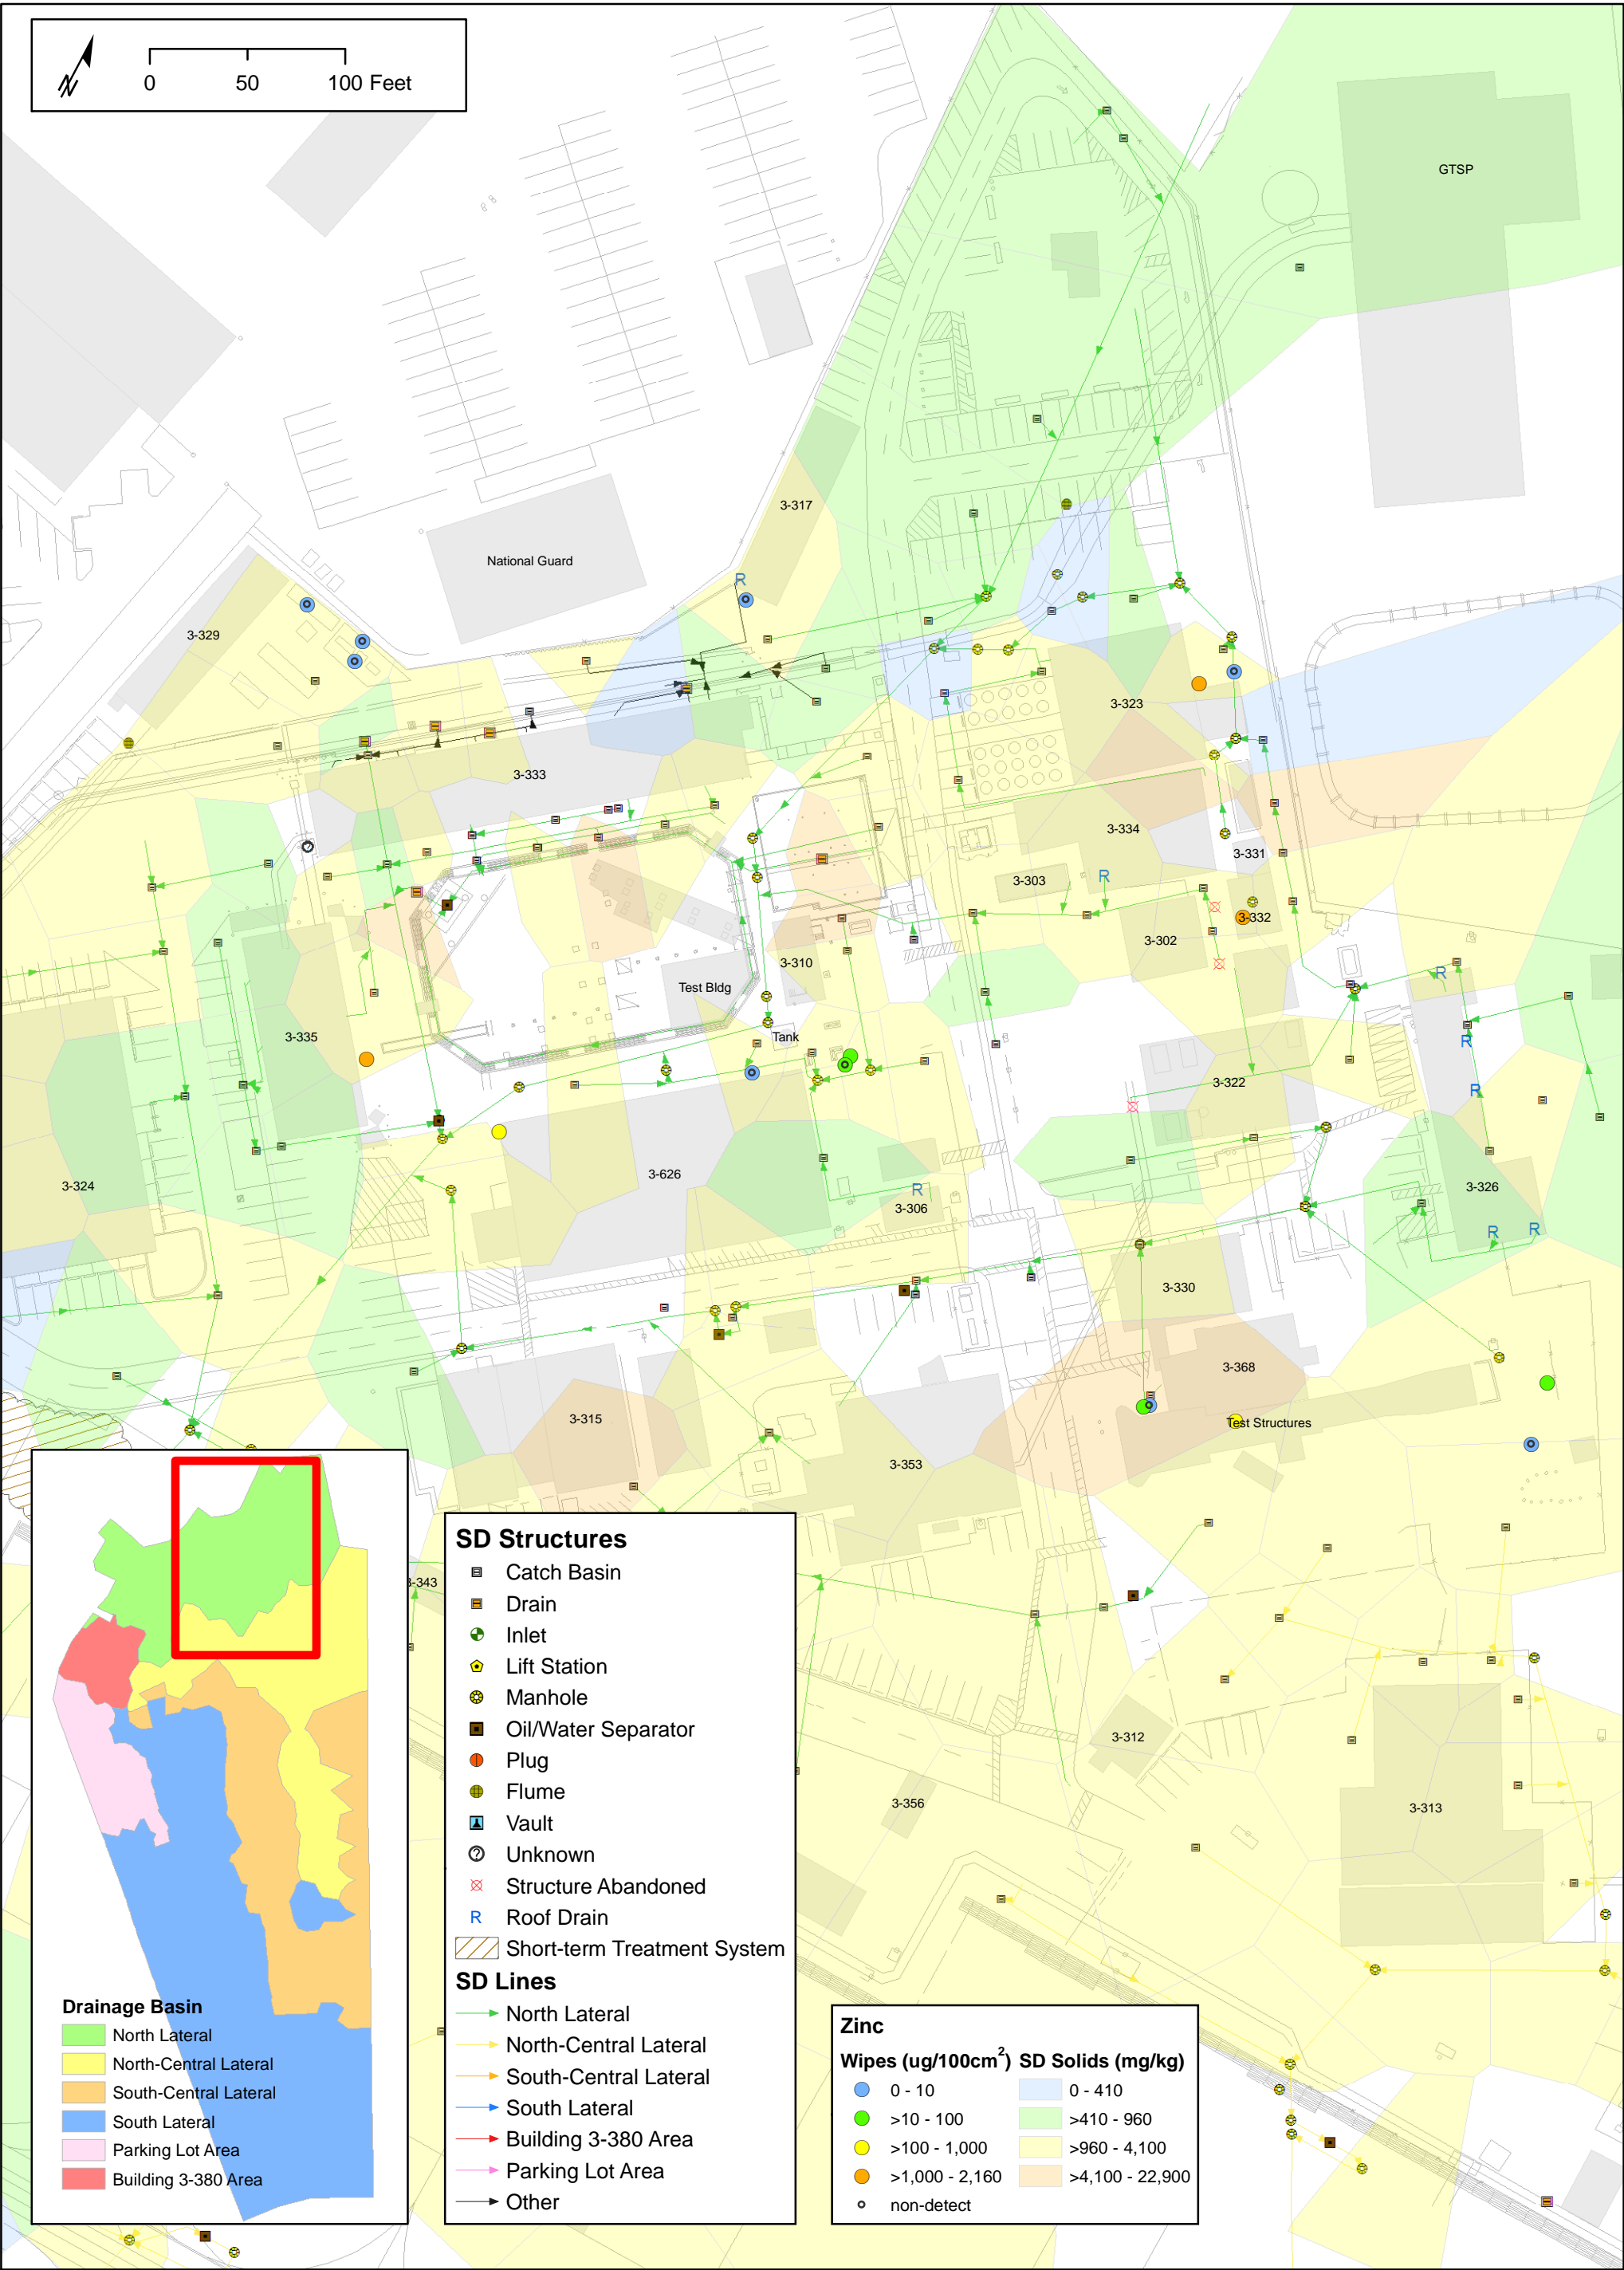 N
0 50 100 Feet
GTSP
3-317
National Guard
R
3-329
3-323
3-333
3-334
3-331
R
3-303
3-332
3-302
3-310
R
Test Bldg
Tank
3-335
R
3-322
R
3-626
3-324
R
3-306
3-326
R R
3-330
3-368
3-315
Test Structures
3-353
3-343
3-312
3-356
3-313
Drainage Basin
North Lateral
North-Central Lateral
South-Central Lateral
South Lateral
Parking Lot Area
Building 3-380 Area
SD Structures
Catch Basin
Drain
Inlet
Lift Station
Manhole
Oil/Water Separator
Plug
Flume
Vault
? Unknown
Structure Abandoned
R Roof Drain
Short-term Treatment System
SD Lines
North Lateral
North-Central Lateral
South-Central Lateral
South Lateral
Building 3-380 Area
Parking Lot Area
Other
Zinc
Wipes (ug/100cm²) SD Solids (mg/kg)
0 - 10 0 - 410
>10 - 100 >410 - 960
>100 - 1,000 >960 - 4,100
>1,000 - 2,160 >4,100 - 22,900
non-detect